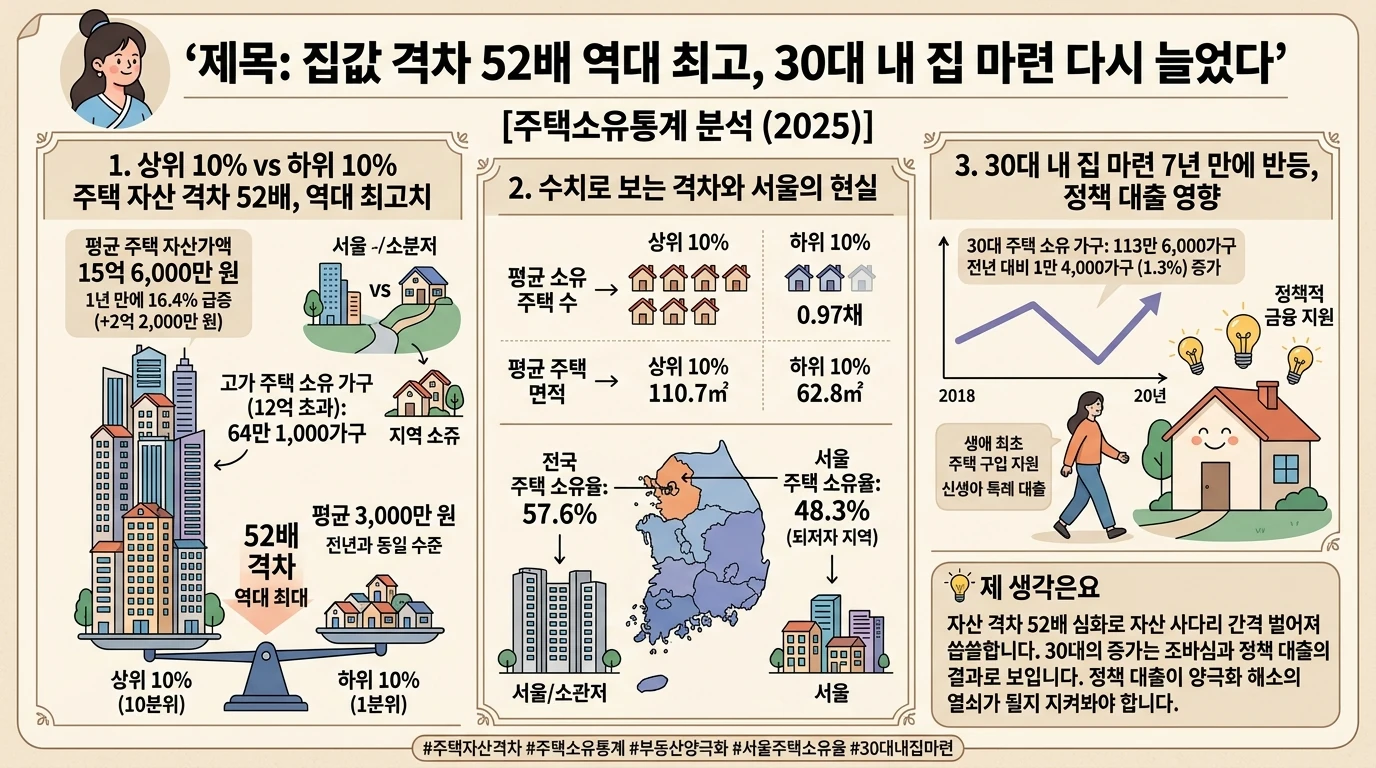 ‘제목: 집값 격차 52배 역대 최고, 30대 내 집 마련 다시 늘었다’
[주택소유통계 분석 (2025)]
1. 상위 10% vs 하위 10%
주택 자산 격차 52배, 역대 최고치
평균 주택 자산가액
15억 6,000만 원
1년 만에 16.4% 급증
(+2억 2,000만 원)
서울 -/소분저
VS
고가 주택 소유 가구
(12억 초과):
64만 1,000가구
지역 소쥬
52배
격차
역대 최대
평균 3,000만 원
전년과 동일 수준
상위 10%
(10분위)
하위 10%
(1분위)
2. 수치로 보는 격차와 서울의 현실
상위 10%
하위 10%
평균 소유
주택 수
0.97채
평균 주택
면적
상위 10%
110.7㎡
하위 10%
62.8㎡
전국
주택 소유율:
57.6%
서울
주택 소유율:
48.3%
(되저자 지역)
서울/소관저
서울
3. 30대 내 집 마련 7년 만에 반등,
정책 대출 영향
30대 주택 소유 가구: 113만 6,000가구
전년 대비 1만 4,000가구 (1.3%) 증가
정책적
금융 지원
2018
20년
생애 최초
주택 구입 지원
신생아 특레 대출
제 생각은요
자산 격차 52배 심화로 자산 사다리 간격 벌어져
씁쓸합니다. 30대의 증가는 조바심과 정책 대출의
결과로 보입니다. 정책 대출이 양극화 해소의
열쇠가 될지 지켜봐야 합니다.
#주택자산격차 #주택소유통계 #부동산양극화 #서울주택소유율 #30대내집마련